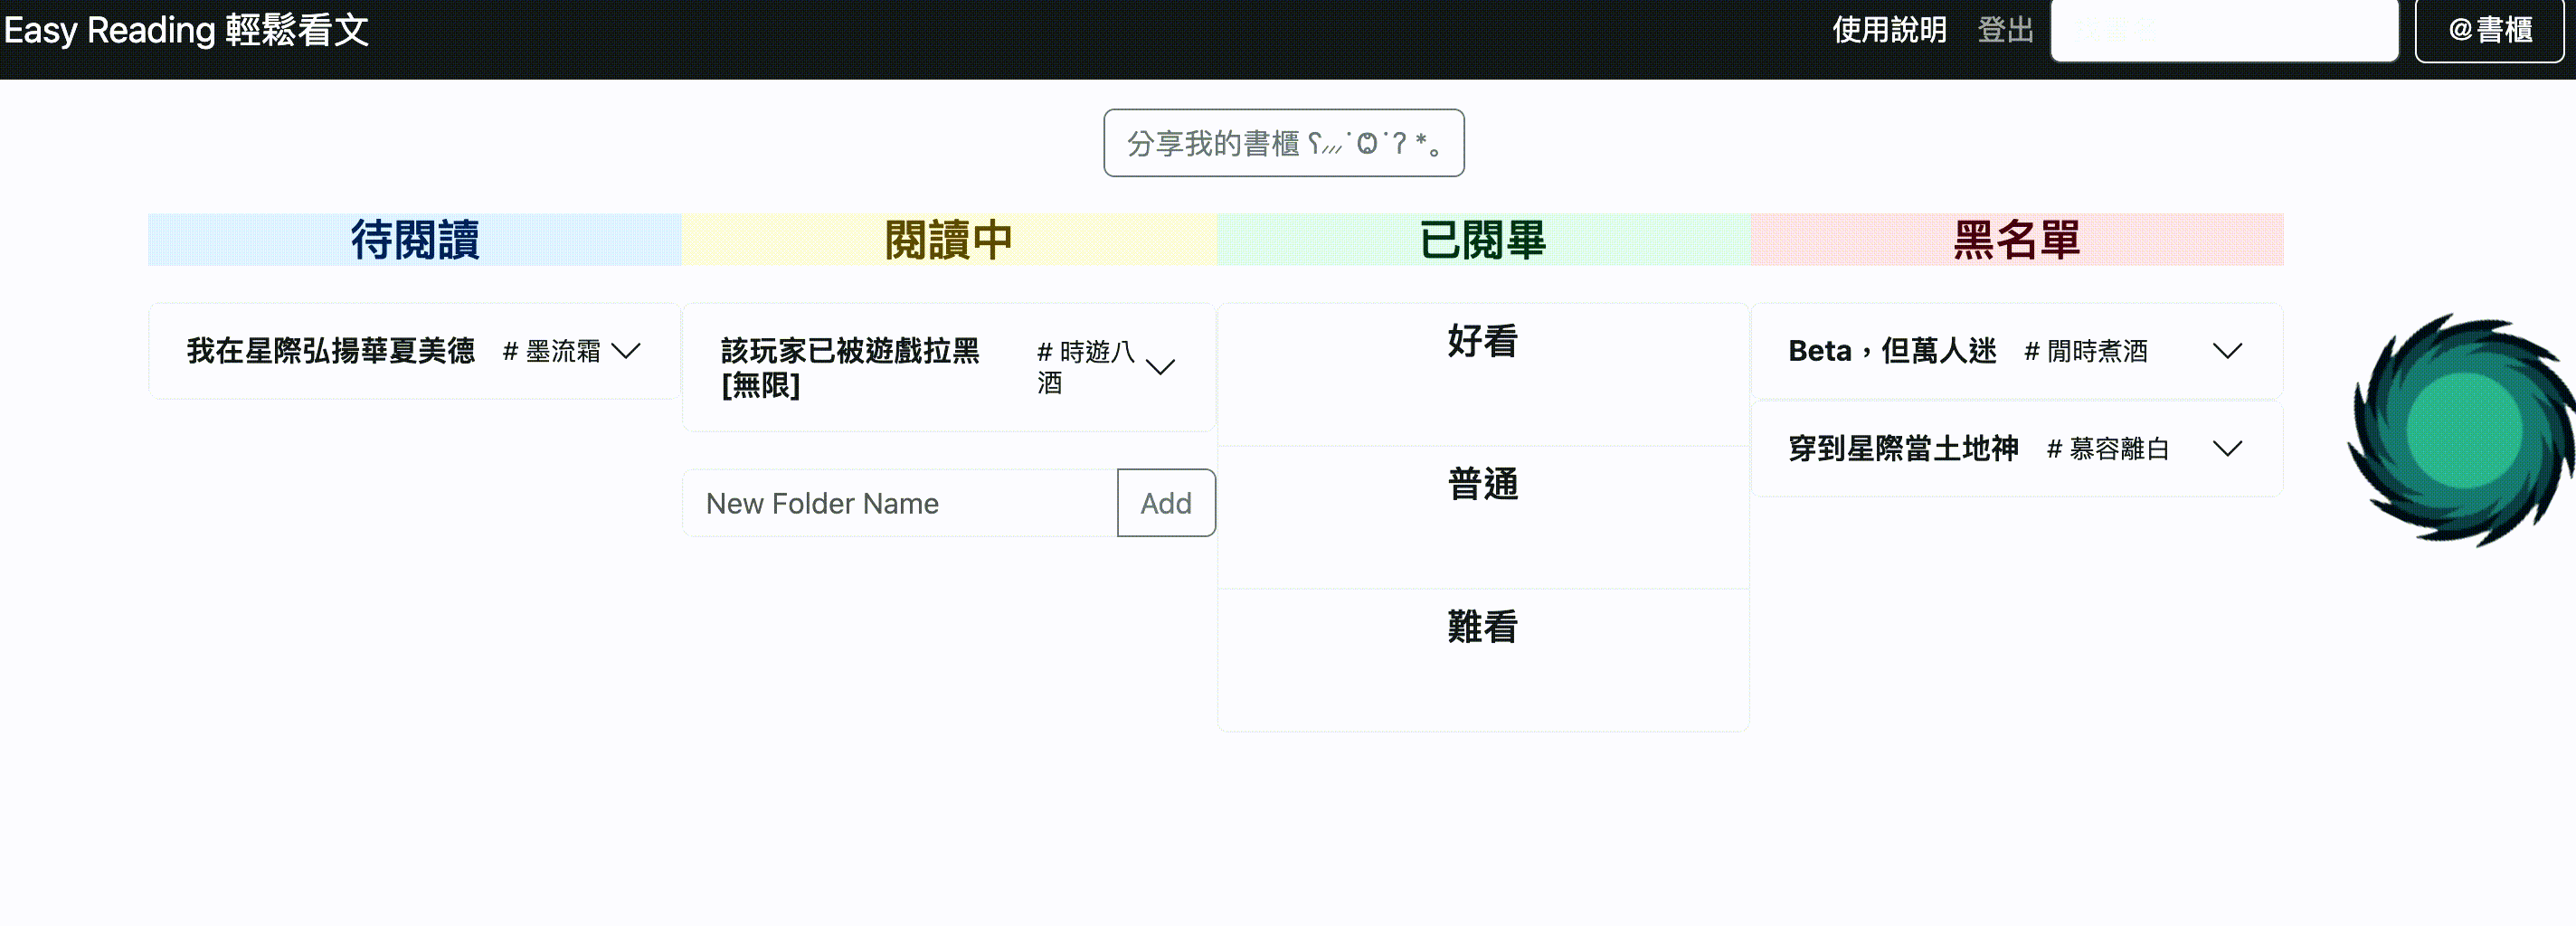 Easy Reading 輕鬆看文
使用說明 登出 @書櫃
分享我的書櫃 ʕ⸝⸝⸝˙Ⱉ˙ʔ *。
待閱讀 閱讀中 已閱畢 黑名單
我在星際弘揚華夏美德 # 墨流霜
該玩家已被遊戲拉黑
[無限]
# 時遊八
酒
New Folder Name Add
好看
普通
難看
Beta，但萬人迷 # 閒時煮酒
穿到星際當土地神 # 慕容離白